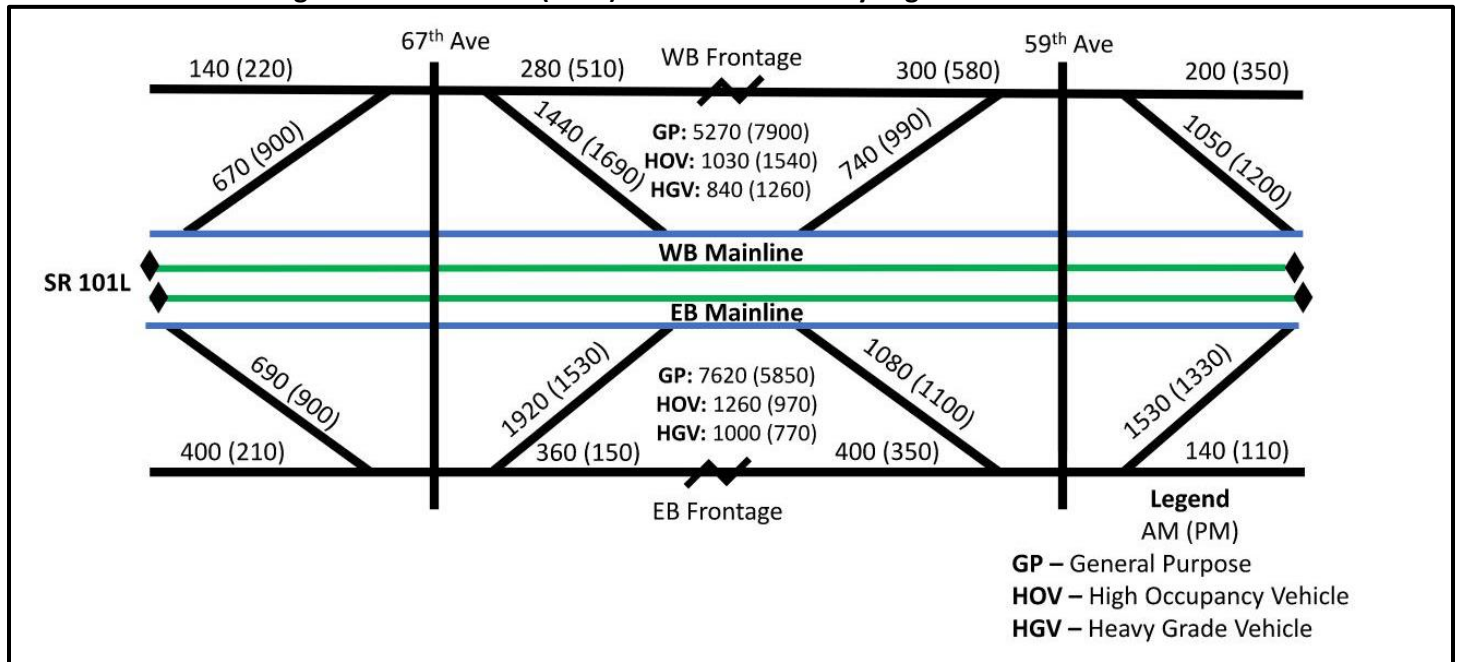 67th Ave
59th Ave
140 (220)
280 (510)
WB Frontage
300 (580)
200 (350)
670 (900)
1440 (1690)
GP: 5270 (7900)
HOV: 1030 (1540)
HGV: 840 (1260)
740 (990)
1050 (1200)
WB Mainline
SR 101L
EB Mainline
690 (900)
1920 (1530)
GP: 7620 (5850)
HOV: 1260 (970)
HGV: 1000 (770)
1080 (1100)
1530 (1330)
400 (210)
360 (150)
400 (350)
140 (110)
EB Frontage
Legend
AM (PM)
GP – General Purpose
HOV – High Occupancy Vehicle
HGV – Heavy Grade Vehicle